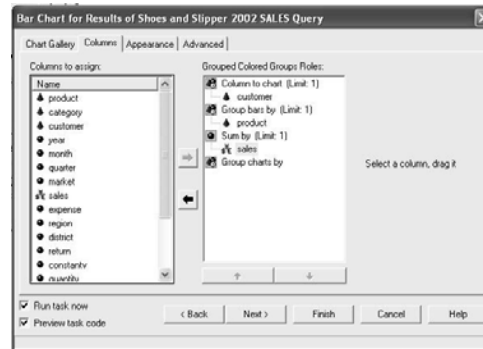 Bar Chart for Results of Shoes and Slipper 2002 SALES Query
Chart Gallery Columns Appearance Advanced
Columns to assign:
Name
product
category
customer
year
month
quarter
market
sales
expense
region
district
return
constantv
quantity
Grouped Colored Groups Roles:
Column to chart (Limit: 1)
customer
Group bars by (Limit: 1)
product
Sum by (Limit: 1)
sales
Group charts by
Select a column, drag it
Run task now
Preview task code
< Back Next > Finish Cancel Help